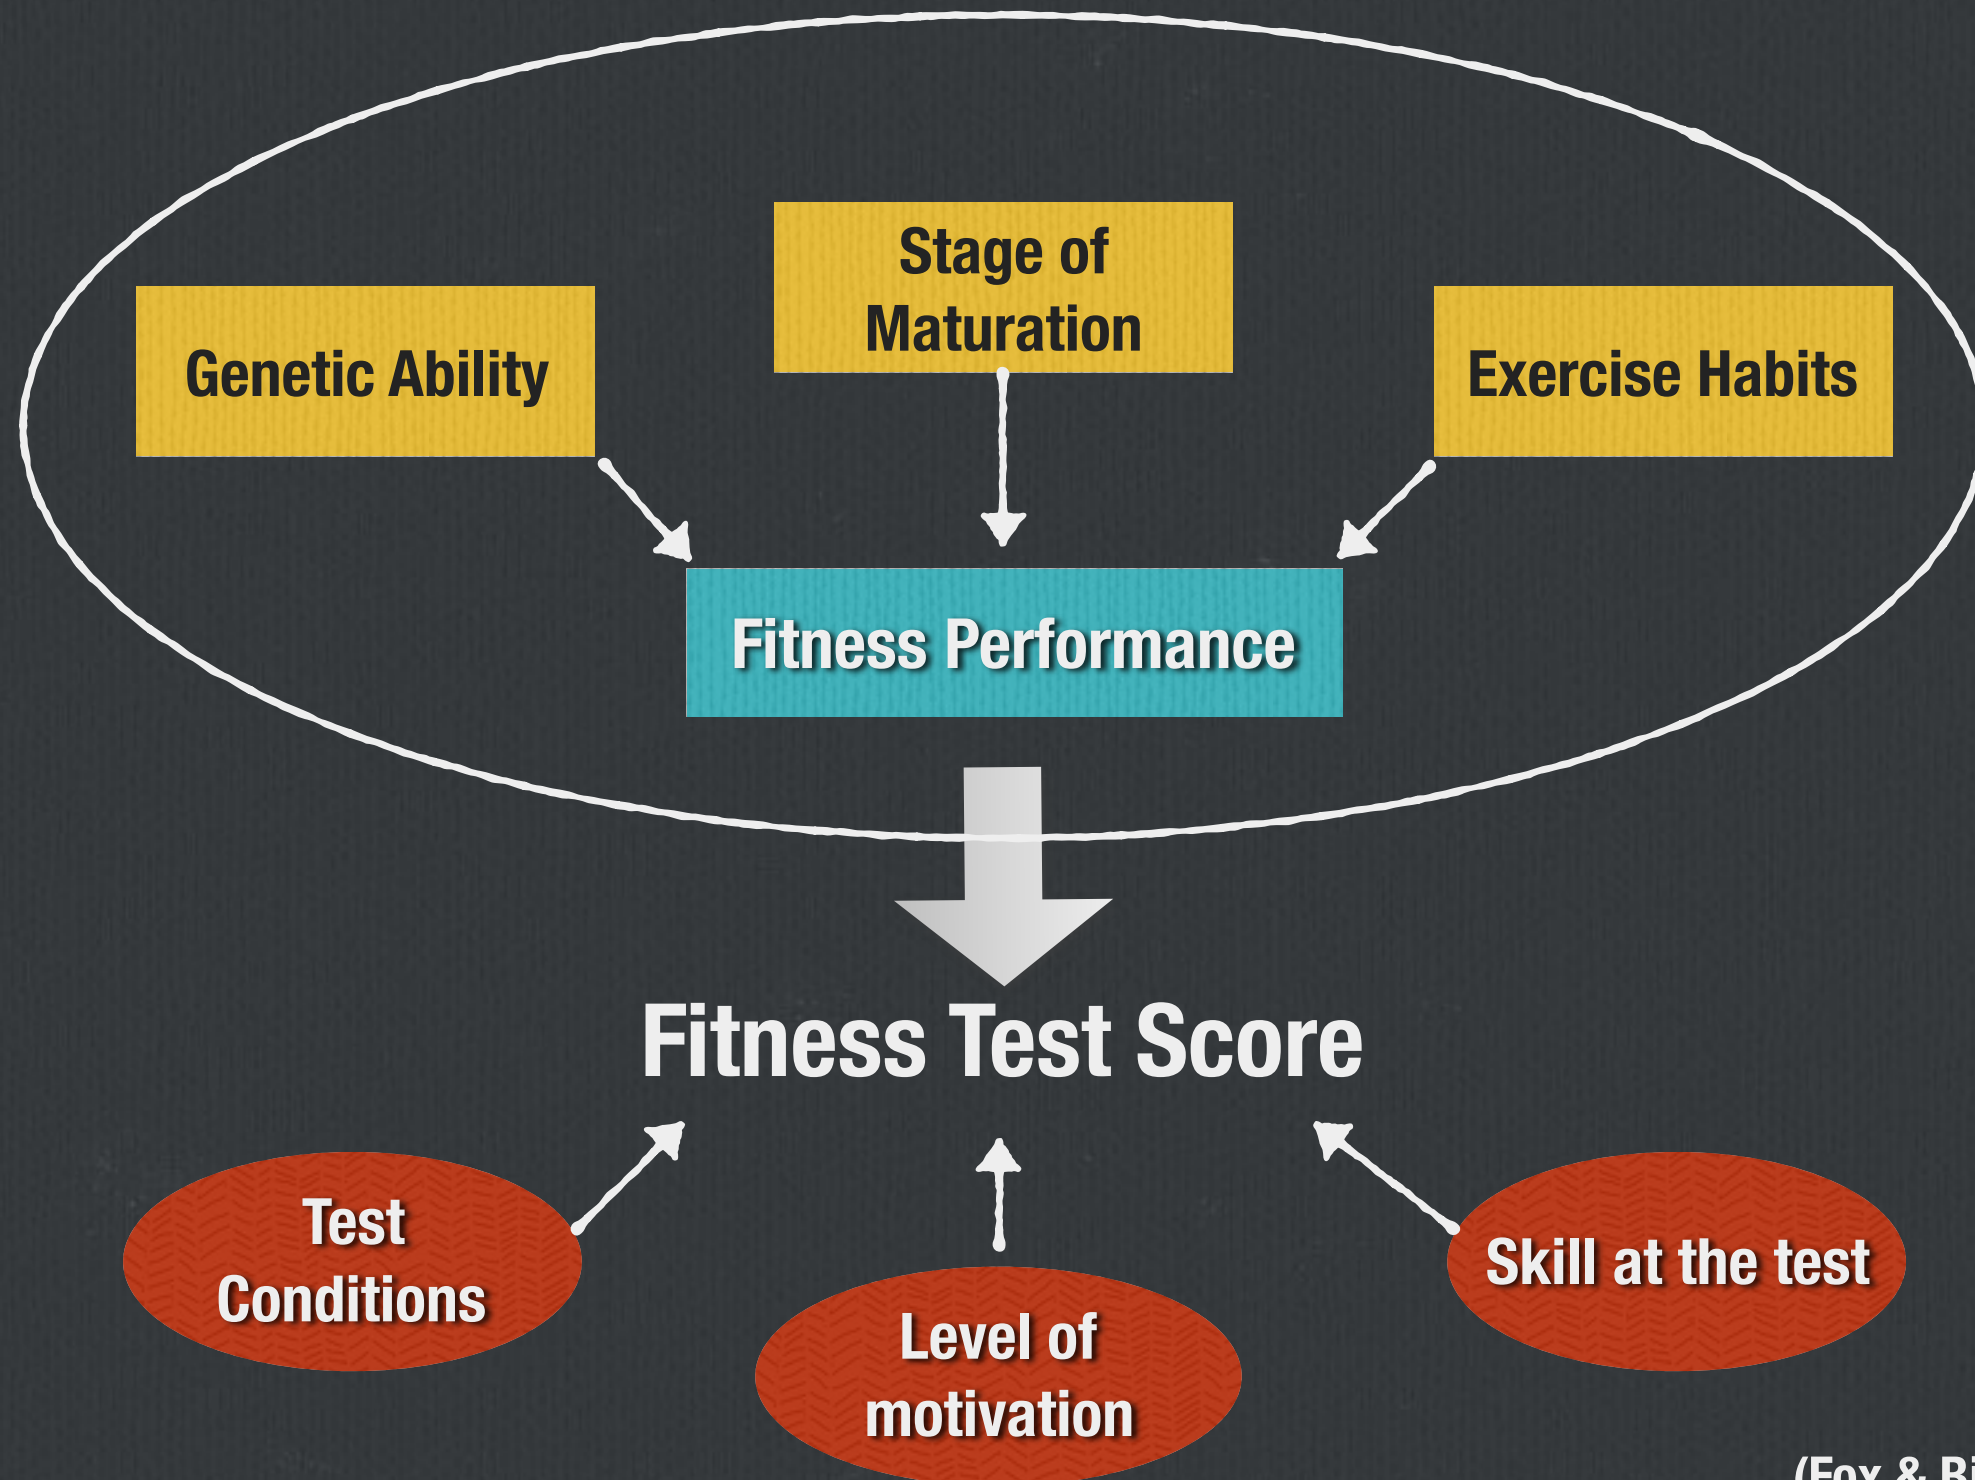 Stage of
Maturation
Genetic Ability
Exercise Habits
Fitness Performance
Fitness Test Score
Test
Conditions
Level of
motivation
Skill at the test
(Fox &